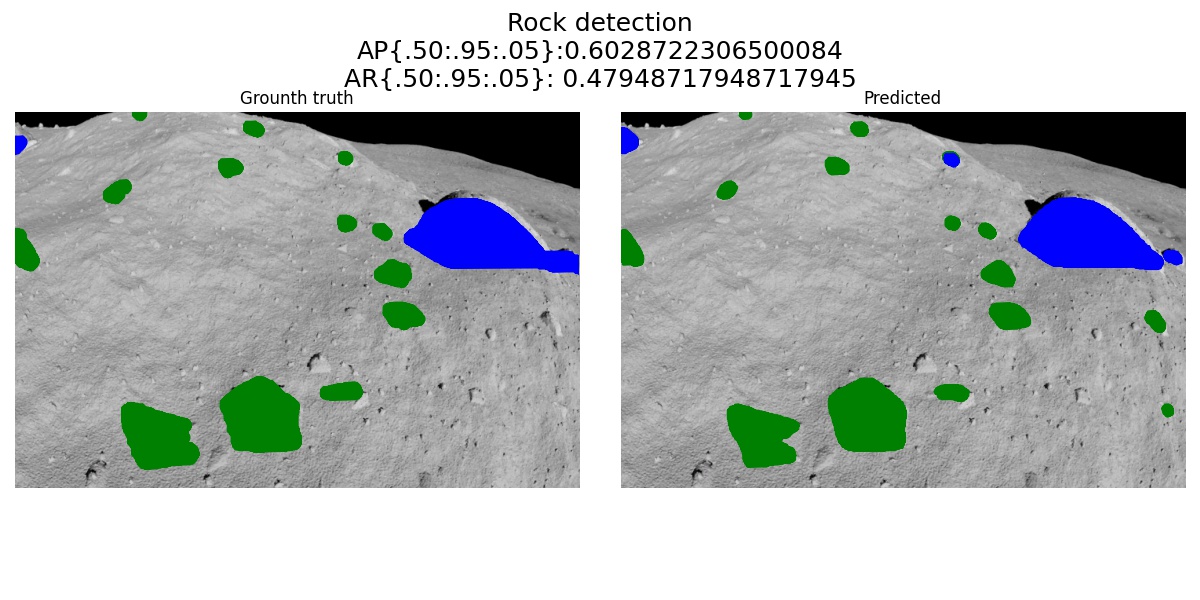 Rock detection
AP{.50:.95:.05}:0.6028722306500084
AR{.50:.95:.05}: 0.47948717948717945
Grounth truth
Predicted